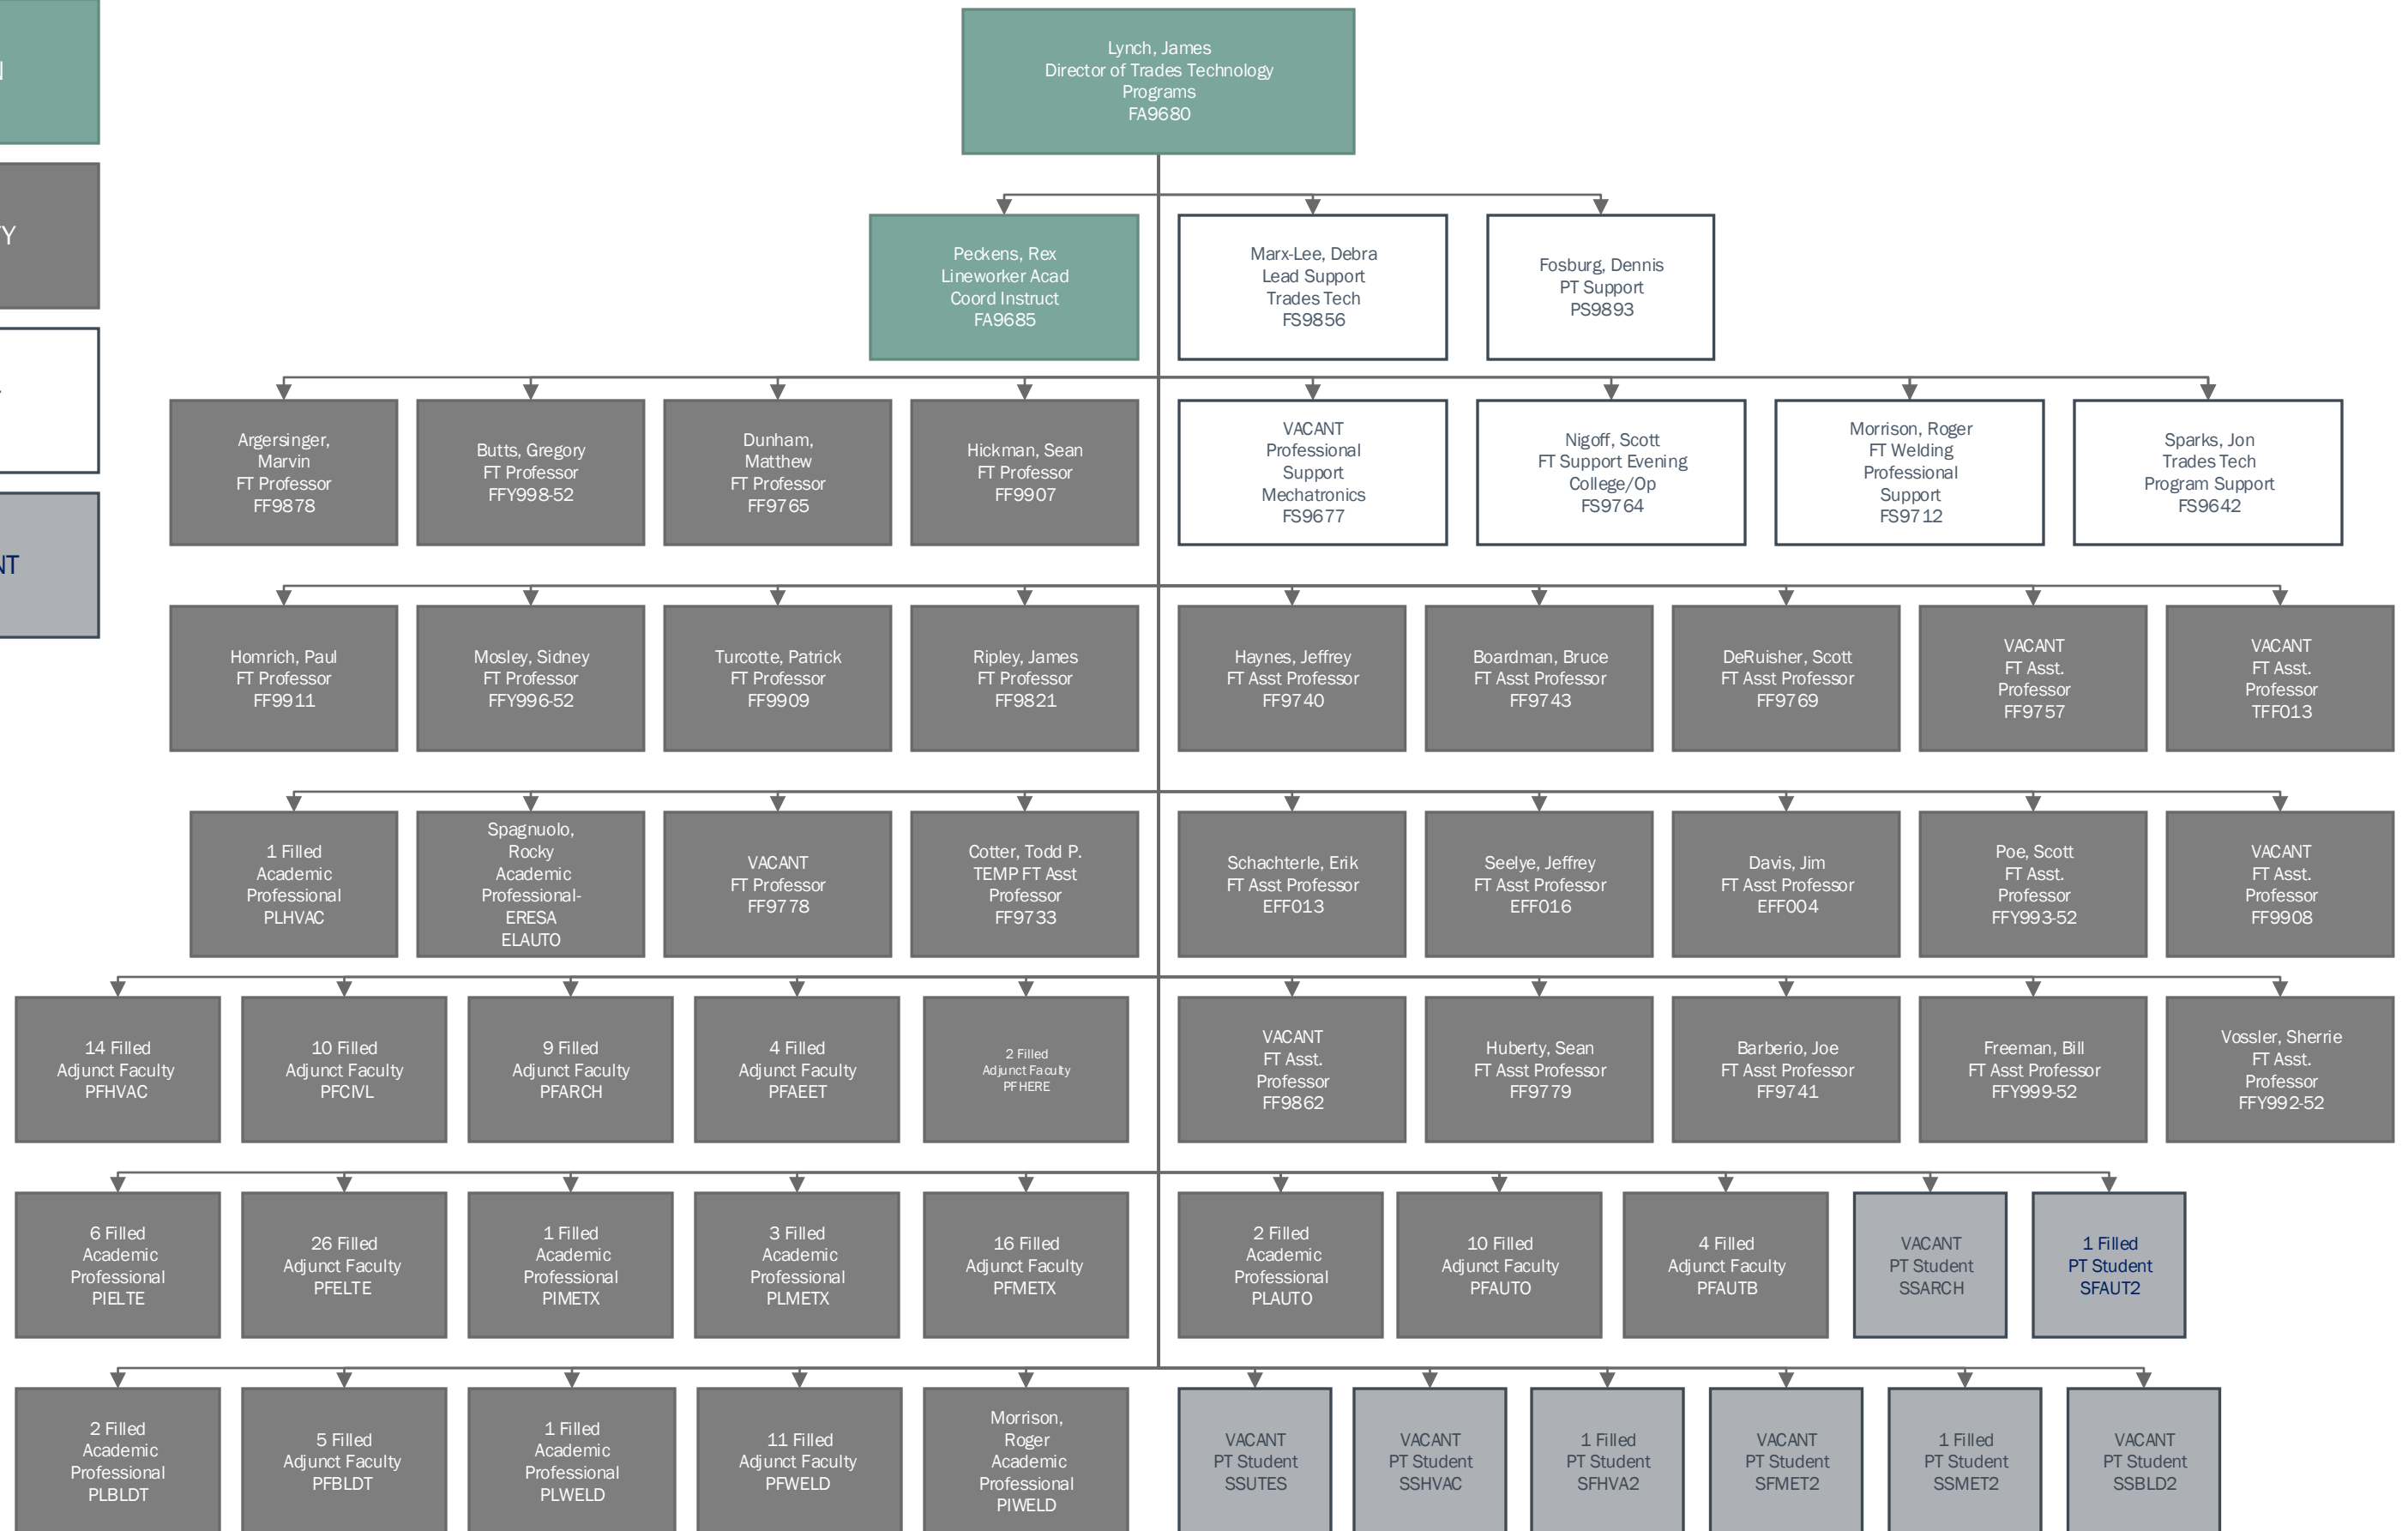 Lynch, James
Director of Trades Technology
Programs
FA9680
Peckens, Rex
Lineworker Acad
Coord Instruct
FA9685
Marx-Lee, Debra
Lead Support
Trades Tech
FS9856
Fosburg, Dennis
PT Support
PS9893
Argersinger,
Marvin
FT Professor
FF9878
Butts, Gregory
FT Professor
FFY998-52
Dunham,
Matthew
FT Professor
FF9765
Hickman, Sean
FT Professor
FF9907
VACANT
Professional
Support
Mechatronics
FS9677
Nigoff, Scott
FT Support Evening
College/Op
FS9764
Morrison, Roger
FT Welding
Professional
Support
FS9712
Sparks, Jon
Trades Tech
Program Support
FS9642
Homrich, Paul
FT Professor
FF9911
Mosley, Sidney
FT Professor
FFY996-52
Turcotte, Patrick
FT Professor
FF9909
Ripley, James
FT Professor
FF9821
Haynes, Jeffrey
FT Asst Professor
FF9740
Boardman, Bruce
FT Asst Professor
FF9743
DeRuisher, Scott
FT Asst Professor
FF9769
VACANT
FT Asst.
Professor
FF9757
VACANT
FT Asst.
Professor
TFF013
1 Filled
Academic
Professional
PLHVAC
Spagnuolo,
Rocky
Academic
Professional-
ERESA
ELAUTO
VACANT
FT Professor
FF9778
Cotter, Todd P.
TEMP FT Asst
Professor
FF9733
Schachterle, Erik
FT Asst Professor
EFF013
Seelye, Jeffrey
FT Asst Professor
EFF016
Davis, Jim
FT Asst Professor
EFF004
Poe, Scott
FT Asst.
Professor
FFY993-52
VACANT
FT Asst.
Professor
FF9908
14 Filled
Adjunct Faculty
PFHVAC
10 Filled
Adjunct Faculty
PFCIVL
9 Filled
Adjunct Faculty
PFARCH
4 Filled
Adjunct Faculty
PFAEET
2 Filled
Adjunct Faculty
PFHERE
VACANT
FT Asst.
Professor
FF9862
Huberty, Sean
FT Asst Professor
FF9779
Barberio, Joe
FT Asst Professor
FF9741
Freeman, Bill
FT Asst Professor
FFY999-52
Vossler, Sherrie
FT Asst.
Professor
FFY992-52
6 Filled
Academic
Professional
PIELTE
26 Filled
Adjunct Faculty
PFELTE
1 Filled
Academic
Professional
PIMETX
3 Filled
Academic
Professional
PLMETX
16 Filled
Adjunct Faculty
PFMETX
2 Filled
Academic
Professional
PLAUTO
10 Filled
Adjunct Faculty
PFAUTO
4 Filled
Adjunct Faculty
PFAUTB
VACANT
PT Student
SSARCH
1 Filled
PT Student
SFAUT2
2 Filled
Academic
Professional
PLBLDT
5 Filled
Adjunct Faculty
PFBLDT
1 Filled
Academic
Professional
PLWELD
11 Filled
Adjunct Faculty
PFWELD
Morrison,
Roger
Academic
Professional
PIWELD
VACANT
PT Student
SSUTES
VACANT
PT Student
SSHVAC
1 Filled
PT Student
SFHVA2
VACANT
PT Student
SFMET2
1 Filled
PT Student
SSMET2
VACANT
PT Student
SSBLD2